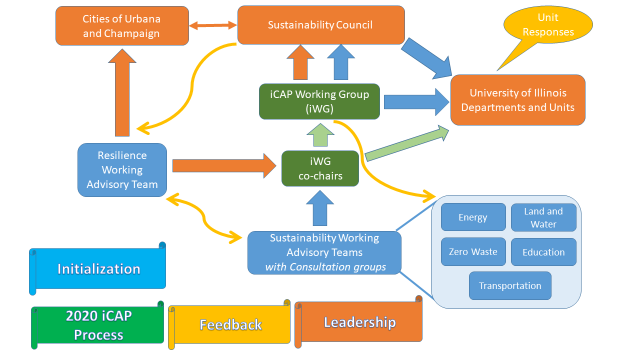 Cities of Urbana
and Champaign
Sustainability Council
Unit
Responses
iCAP Working Group
(iWG)
University of Illinois
Departments and Units
Resilience
Working
Advisory Team
iWG
co-chairs
Sustainability Working
Advisory Teams
with Consultation groups
Energy
Land and
Water
Zero Waste
Education
Transportation
Initialization
2020 iCAP
Process
Feedback
Leadership